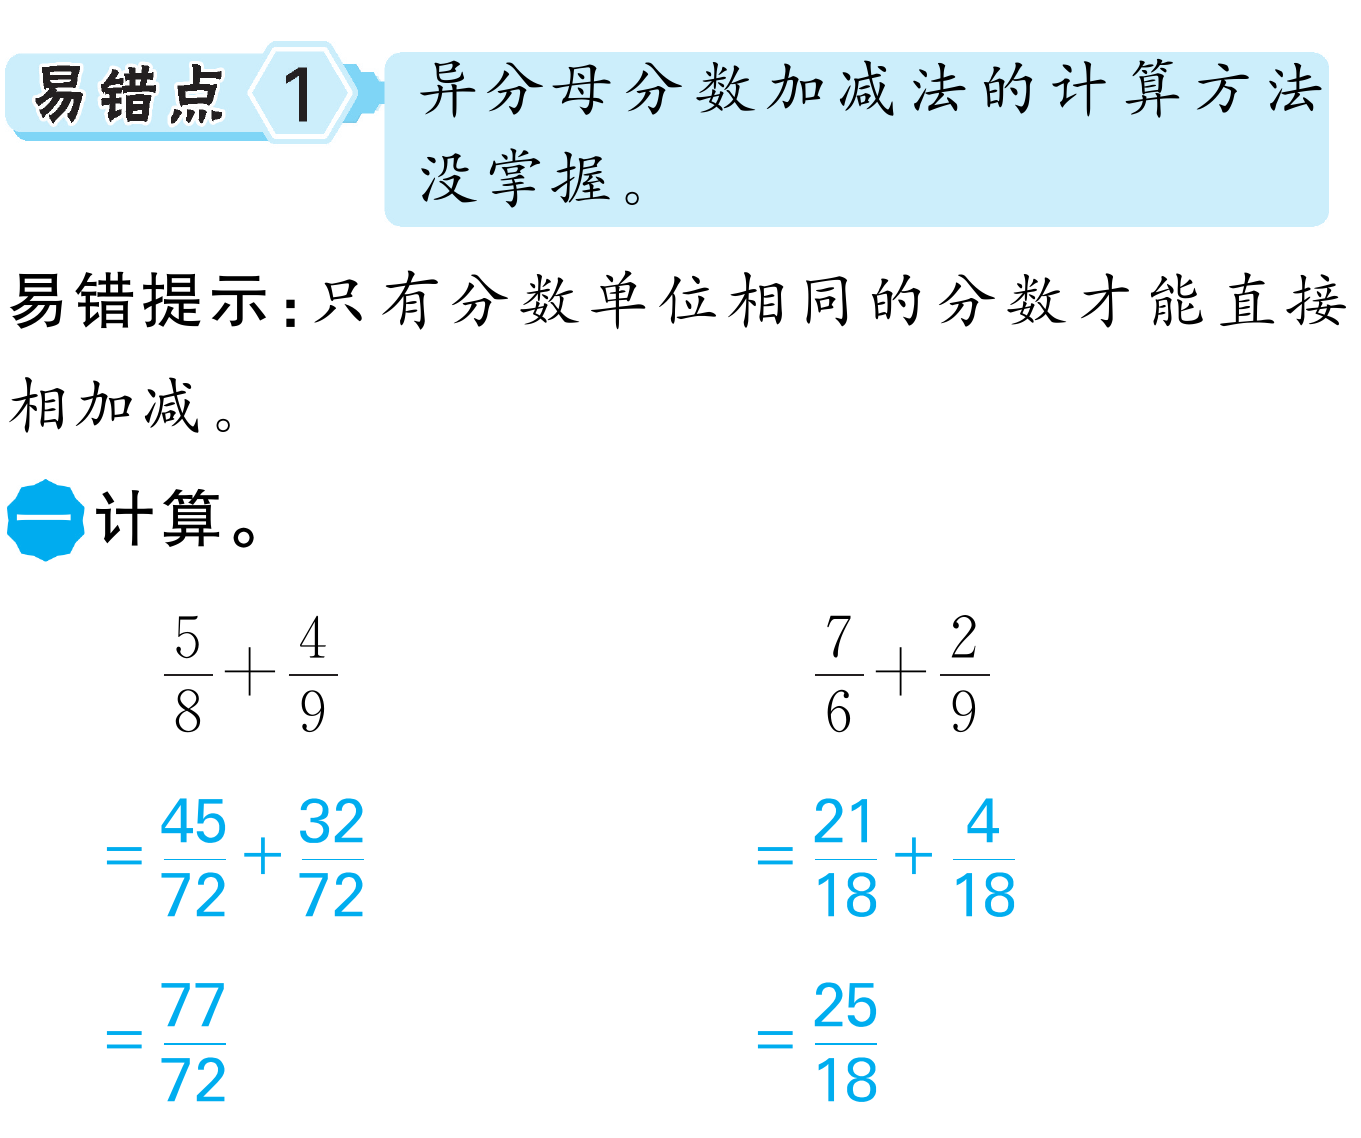 易错点 1 异分母分数加减法的计算方法
没掌握。
易错提示:只有分数单位相同的分数才能直接
相加减。
一 计算。
5/8 + 4/9 7/6 + 2/9
= 45/72 + 32/72 = 21/18 + 4/18
= 77/72 = 25/18